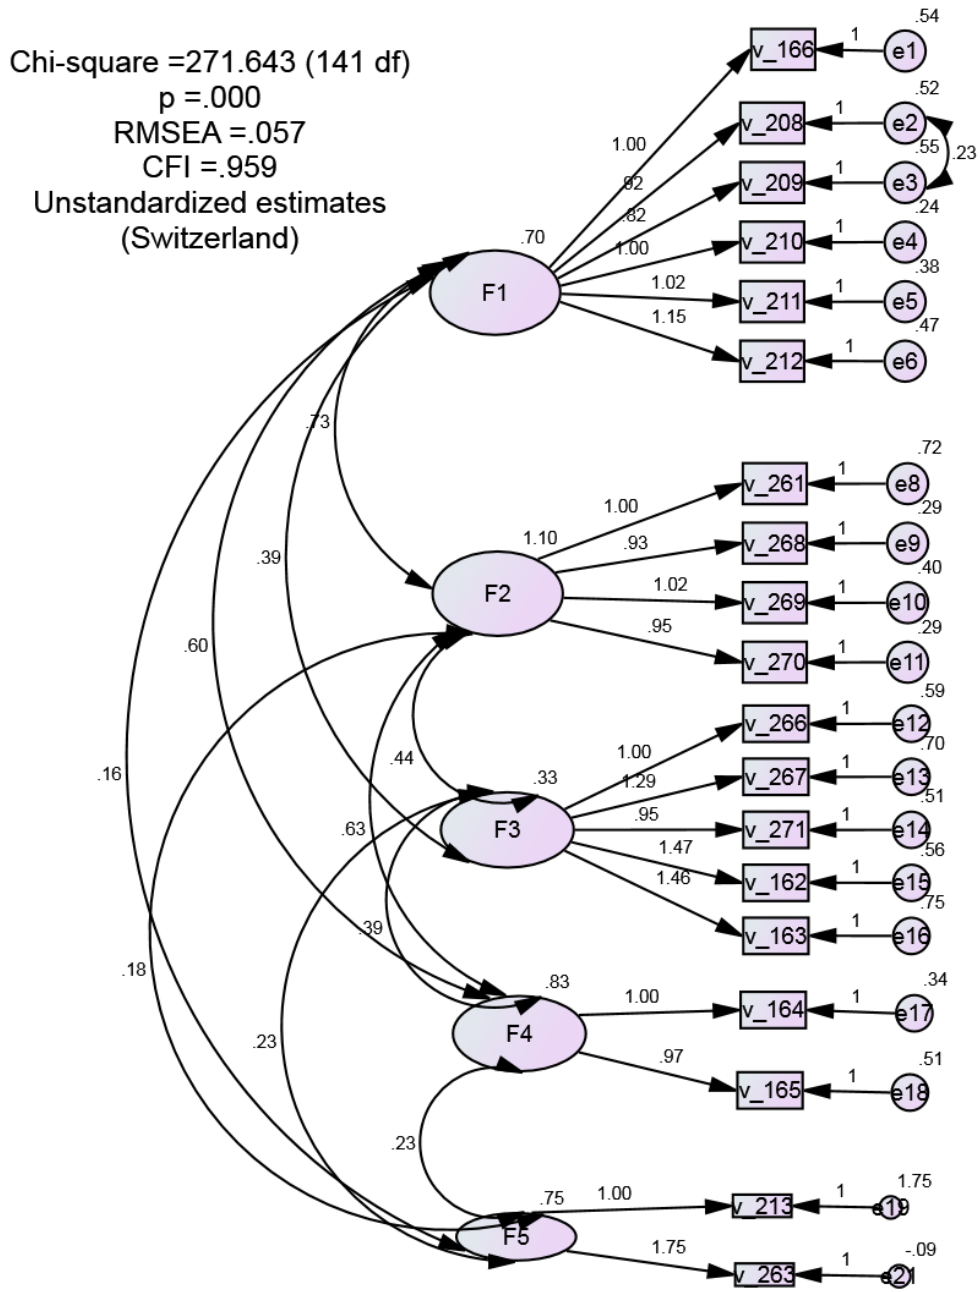 Chi-square =271.643 (141 df)
p =.000
RMSEA =.057
CFI =.959
Unstandardized estimates
(Switzerland)
.54
v_166 1 e1
.52
1.00 v_208 1 e2
.55 .23
.92 v_209 1 e3
.24
.70 .82 1.00 v_210 1 e4
.38
F1 1.02 v_211 1 e5
.47
1.15 v_212 1 e6
.73
.72
v_261 1 e8
.29
1.00
1.10 .93 v_268 1 e9
.39 .40
F2 1.02 v_269 1 e10
.29
.60 .95 v_270 1 e11
.59
v_266 1 e12
.70
.44 1.00
.16 .33 1.29 v_267 1 e13
.51
.63 F3 .95 v_271 1 e14
.56
1.47 v_162 1 e15
.75
1.46
.39 v_163 1 e16
.34
.18 .83 1.00 v_164 1 e17
F4
.23 .51
.97 v_165 1 e18
.23
1.75
.75 1.00 v_213 1 e19
F5
-.09
1.75 v_263 1 e21